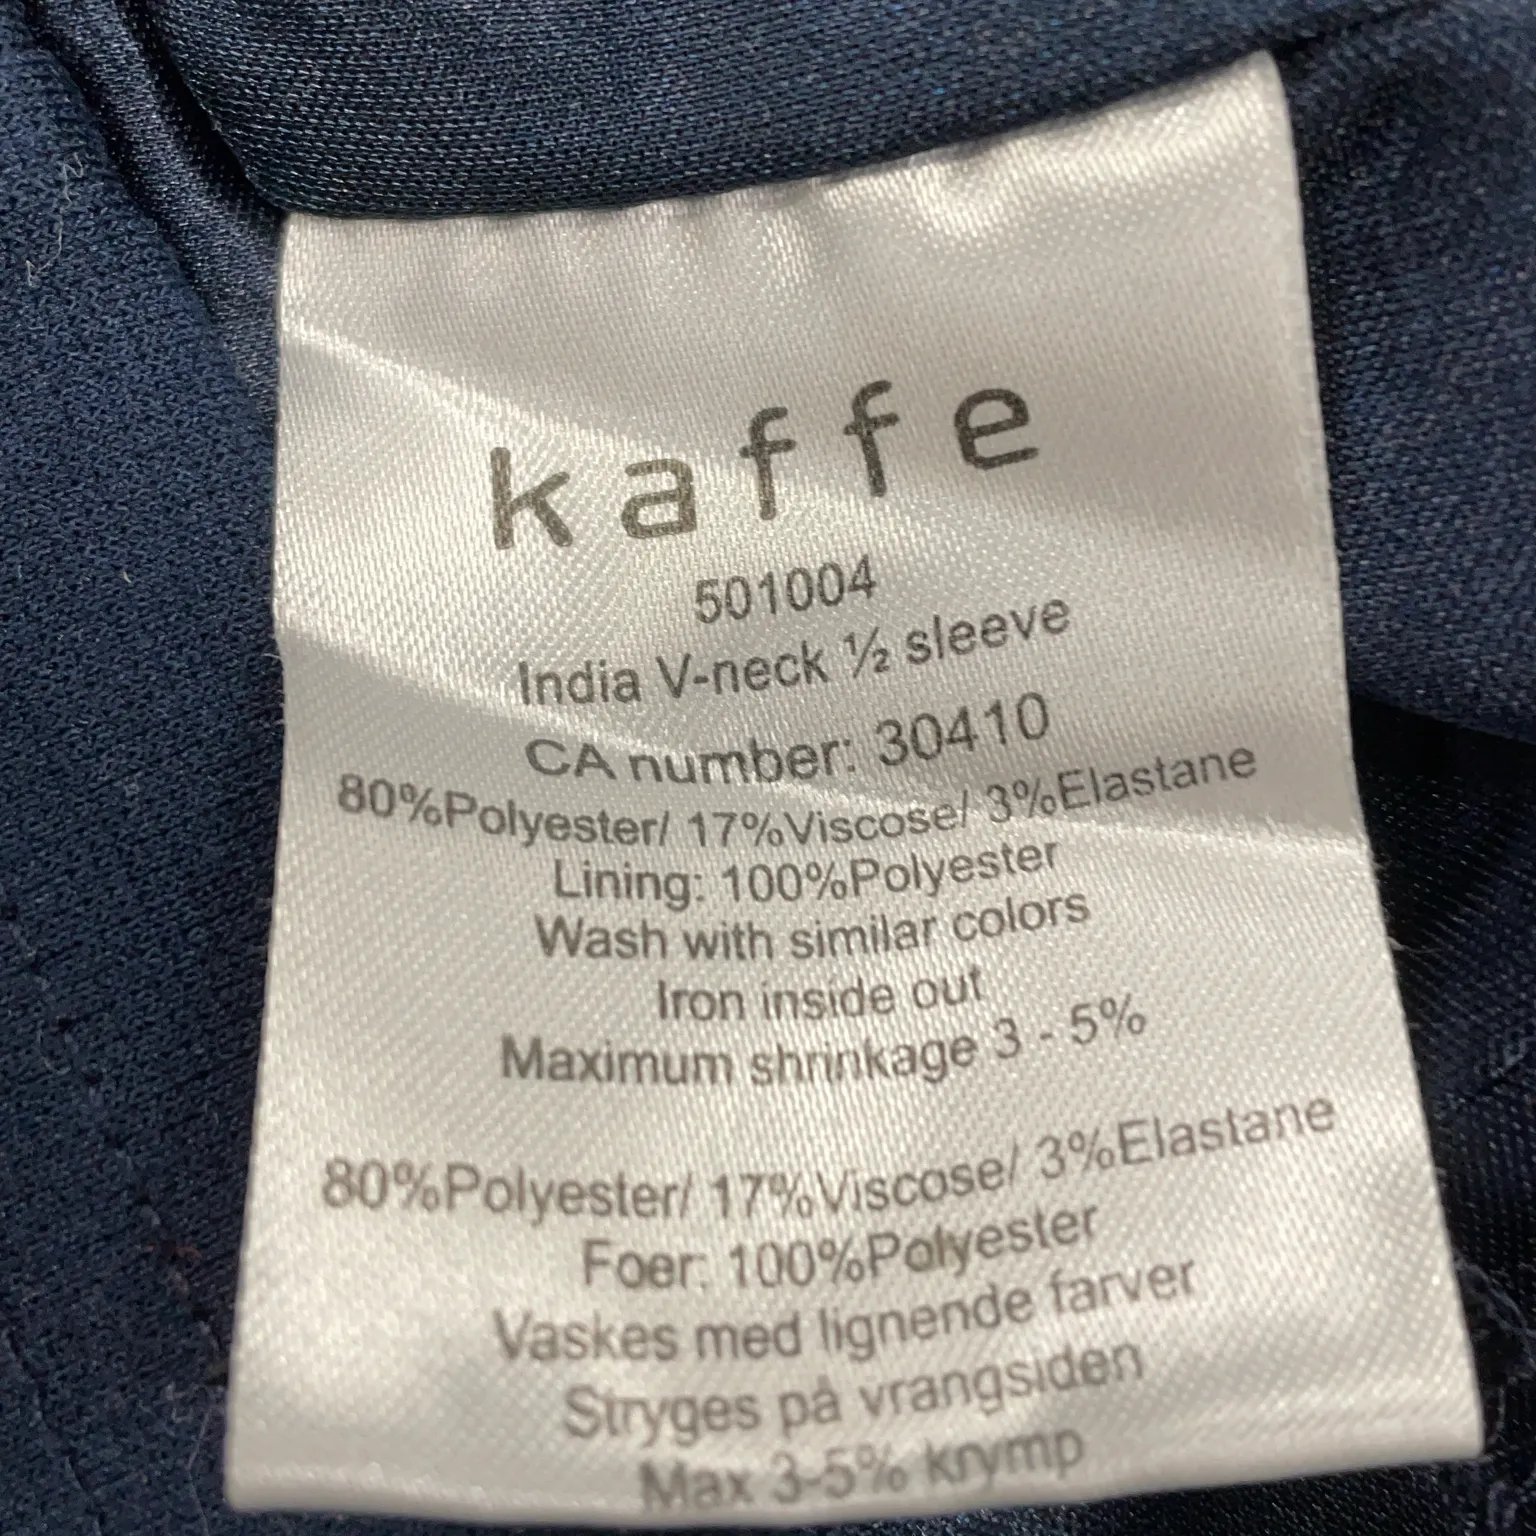 kaffe
501004
India V-neck ½ sleeve
CA number: 30410
80%Polyester/ 17%Viscose/ 3%Elastane
Lining: 100%Polyester
Wash with similar colors
Iron inside out
Maximum shrinkage 3 - 5%
80%Polyester/ 17%Viscose/ 3%Elastane
Foer: 100%Polyester
Vaskes med lignende farver
Stryges på vrangsiden
Max 3-5% krymp